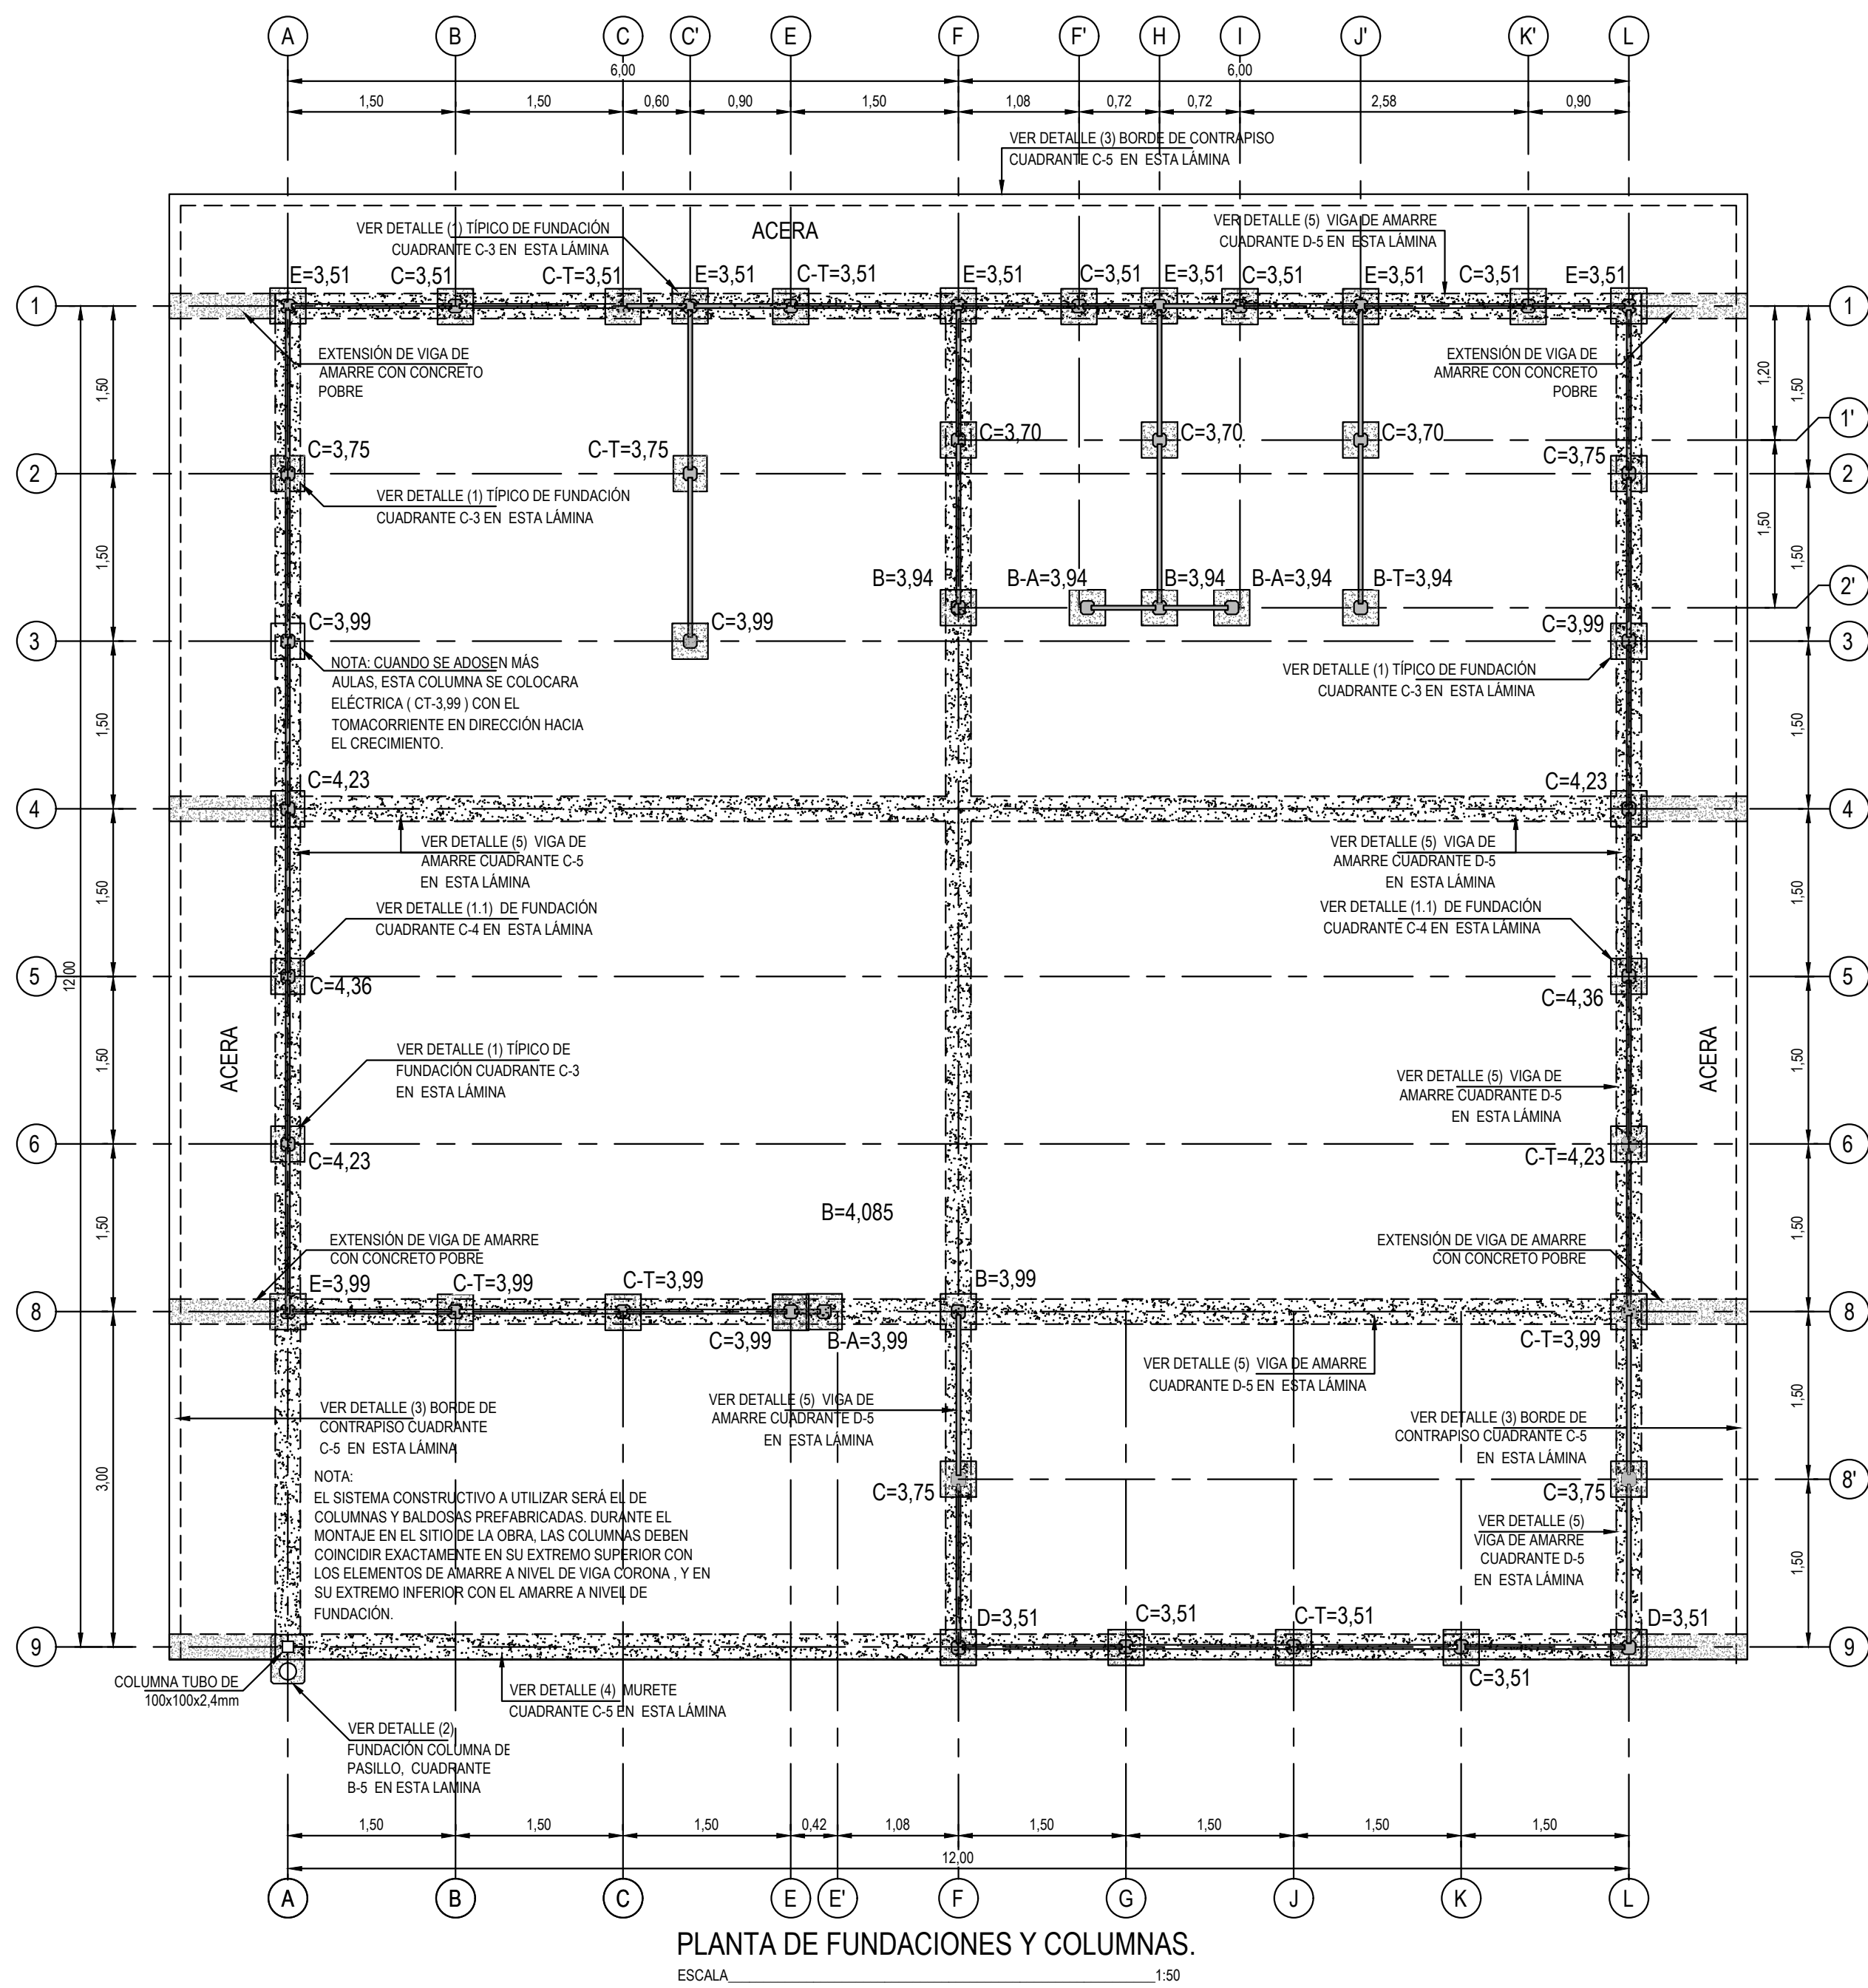 A B C C' E F F' H I J' K' L
6,00 6,00
1,50 1,50 0,60 0,90 1,50 1,08 0,72 0,72 2,58 0,90
VER DETALLE (3) BORDE DE CONTRAPISO
CUADRANTE C-5 EN ESTA LÁMINA
VER DETALLE (1) TÍPICO DE FUNDACIÓN
CUADRANTE C-3 EN ESTA LÁMINA
ACERA
VER DETALLE (5) VIGA DE AMARRE
CUADRANTE D-5 EN ESTA LÁMINA
E=3,51 C=3,51 C-T=3,51 E=3,51 C-T=3,51 E=3,51 C=3,51 E=3,51 C=3,51 E=3,51 C=3,51 E=3,51
1 1
EXTENSIÓN DE VIGA DE
AMARRE CON CONCRETO
POBRE
EXTENSIÓN DE VIGA DE
AMARRE CON CONCRETO
POBRE
1,50 1,20 1,50
1'
C=3,70 C=3,70 C=3,70
C=3,75 C-T=3,75 C=3,75
2 2
VER DETALLE (1) TÍPICO DE FUNDACIÓN
CUADRANTE C-3 EN ESTA LÁMINA
1,50 1,50 1,50
B=3,94 B-A=3,94 B=3,94 B-A=3,94 B-T=3,94
2'
C=3,99 C=3,99 C=3,99
3 3
NOTA: CUANDO SE ADOSEN MÁS
AULAS, ESTA COLUMNA SE COLOCARA
ELÉCTRICA ( CT-3,99 ) CON EL
TOMACORRIENTE EN DIRECCIÓN HACIA
EL CRECIMIENTO.
VER DETALLE (1) TÍPICO DE FUNDACIÓN
CUADRANTE C-3 EN ESTA LÁMINA
1,50 1,50
C=4,23 C=4,23
4 4
VER DETALLE (5) VIGA DE
AMARRE CUADRANTE C-5
EN ESTA LÁMINA
VER DETALLE (5) VIGA DE
AMARRE CUADRANTE D-5
EN ESTA LÁMINA
1,50 1,50
VER DETALLE (1.1) DE FUNDACIÓN
CUADRANTE C-4 EN ESTA LÁMINA
VER DETALLE (1.1) DE FUNDACIÓN
CUADRANTE C-4 EN ESTA LÁMINA
5 12,00 5
C=4,36 C=4,36
ACERA ACERA
1,50 1,50
VER DETALLE (1) TÍPICO DE
FUNDACIÓN CUADRANTE C-3
EN ESTA LÁMINA
VER DETALLE (5) VIGA DE
AMARRE CUADRANTE D-5
EN ESTA LÁMINA
6 6
C=4,23 C-T=4,23
B=4,085
1,50 1,50
EXTENSIÓN DE VIGA DE AMARRE
CON CONCRETO POBRE
EXTENSIÓN DE VIGA DE AMARRE
CON CONCRETO POBRE
E=3,99 C-T=3,99 C-T=3,99 B=3,99
8 8
C=3,99 B-A=3,99 C-T=3,99
VER DETALLE (5) VIGA DE AMARRE
CUADRANTE D-5 EN ESTA LÁMINA
VER DETALLE (3) BORDE DE
CONTRAPISO CUADRANTE
C-5 EN ESTA LÁMINA
VER DETALLE (5) VIGA DE
AMARRE CUADRANTE D-5
EN ESTA LÁMINA
VER DETALLE (3) BORDE DE
CONTRAPISO CUADRANTE C-5
EN ESTA LÁMINA
3,00 1,50
NOTA:
EL SISTEMA CONSTRUCTIVO A UTILIZAR SERÁ EL DE
COLUMNAS Y BALDOSAS PREFABRICADAS. DURANTE EL
MONTAJE EN EL SITIO DE LA OBRA, LAS COLUMNAS DEBEN
COINCIDIR EXACTAMENTE EN SU EXTREMO SUPERIOR CON
LOS ELEMENTOS DE AMARRE A NIVEL DE VIGA CORONA , Y EN
SU EXTREMO INFERIOR CON EL AMARRE A NIVEL DE
FUNDACIÓN.
8'
C=3,75 C=3,75
VER DETALLE (5)
VIGA DE AMARRE
CUADRANTE D-5
EN ESTA LÁMINA
1,50
D=3,51 C=3,51 C-T=3,51 D=3,51
9 9
C=3,51
COLUMNA TUBO DE
100x100x2,4mm
VER DETALLE (4) MURETE
CUADRANTE C-5 EN ESTA LÁMINA
VER DETALLE (2)
FUNDACIÓN COLUMNA DE
PASILLO, CUADRANTE
B-5 EN ESTA LAMINA
1,50 1,50 1,50 0,42 1,08 1,50 1,50 1,50 1,50
12,00
A B C E E' F G J K L
PLANTA DE FUNDACIONES Y COLUMNAS.
ESCALA 1:50